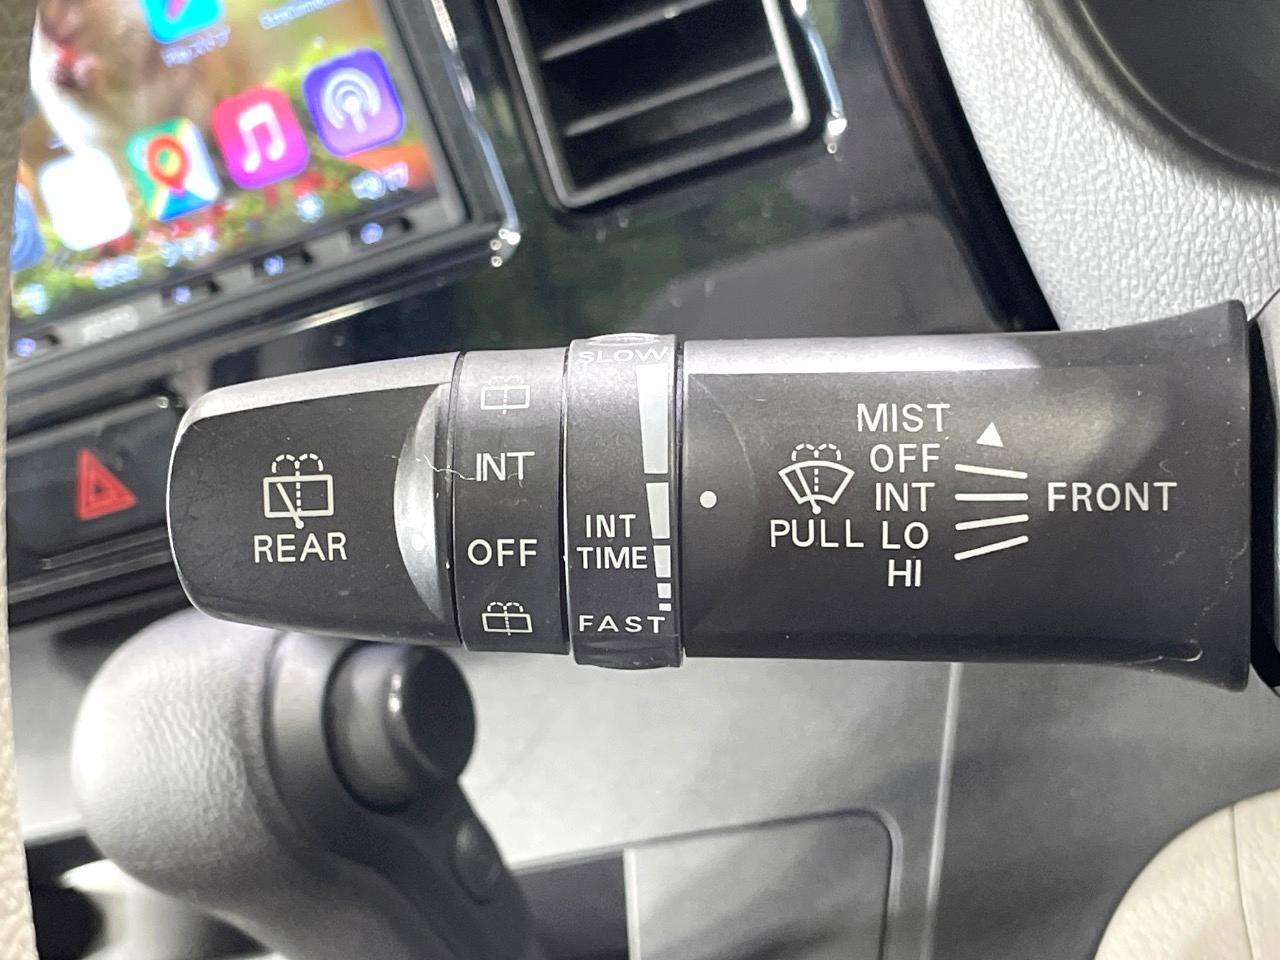 REAR
INT
OFF
SLOW
INT
TIME
FAST
MIST
OFF
INT
PULL LO
HI
FRONT